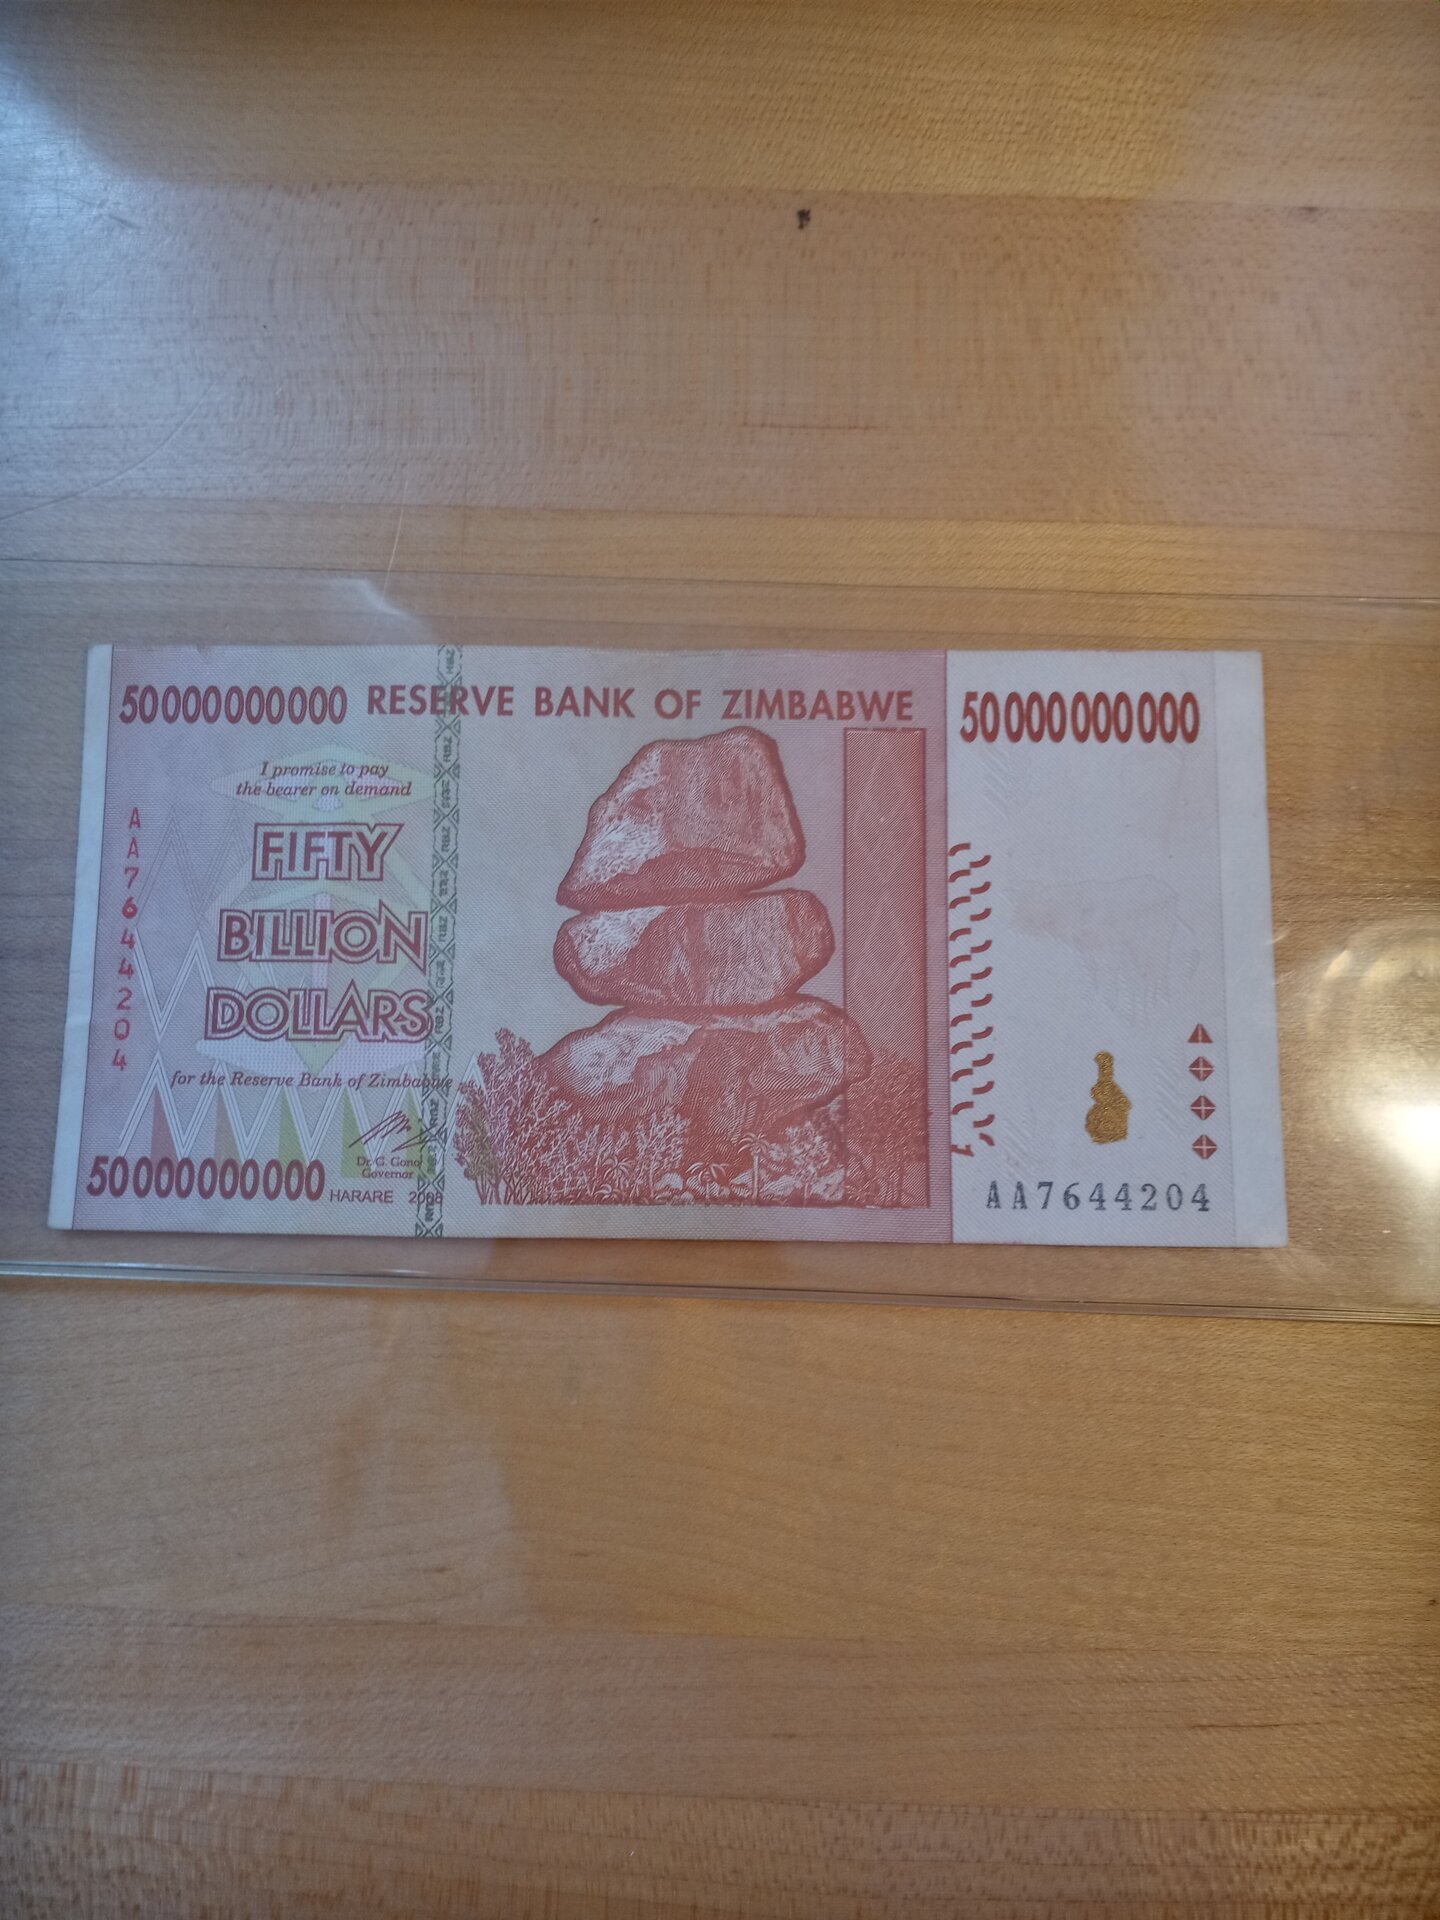 50000000000 RESERVE BANK OF ZIMBABWE 50000000000
I promise to pay
the bearer on demand
FIFTY
BILLION
DOLLARS
for the Reserve Bank of Zimbabwe
Dr. G. Gono
Governor
50000000000 HARARE 2008
AA7644204
AA7644204
RBZ